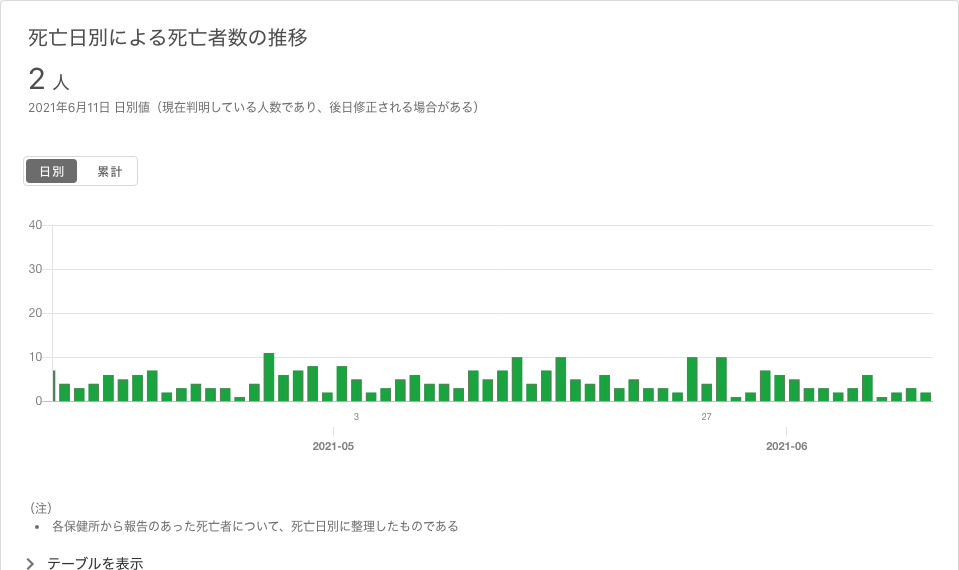 死亡日別による死亡者数の推移
2 人
2021年6月11日 日別値（現在判明している人数であり、後日修正される場合がある）
日別 累計
40
30
20
10
0
3 27
2021-05 2021-06
（注）
• 各保健所から報告のあった死亡者について、死亡日別に整理したものである
テーブルを表示